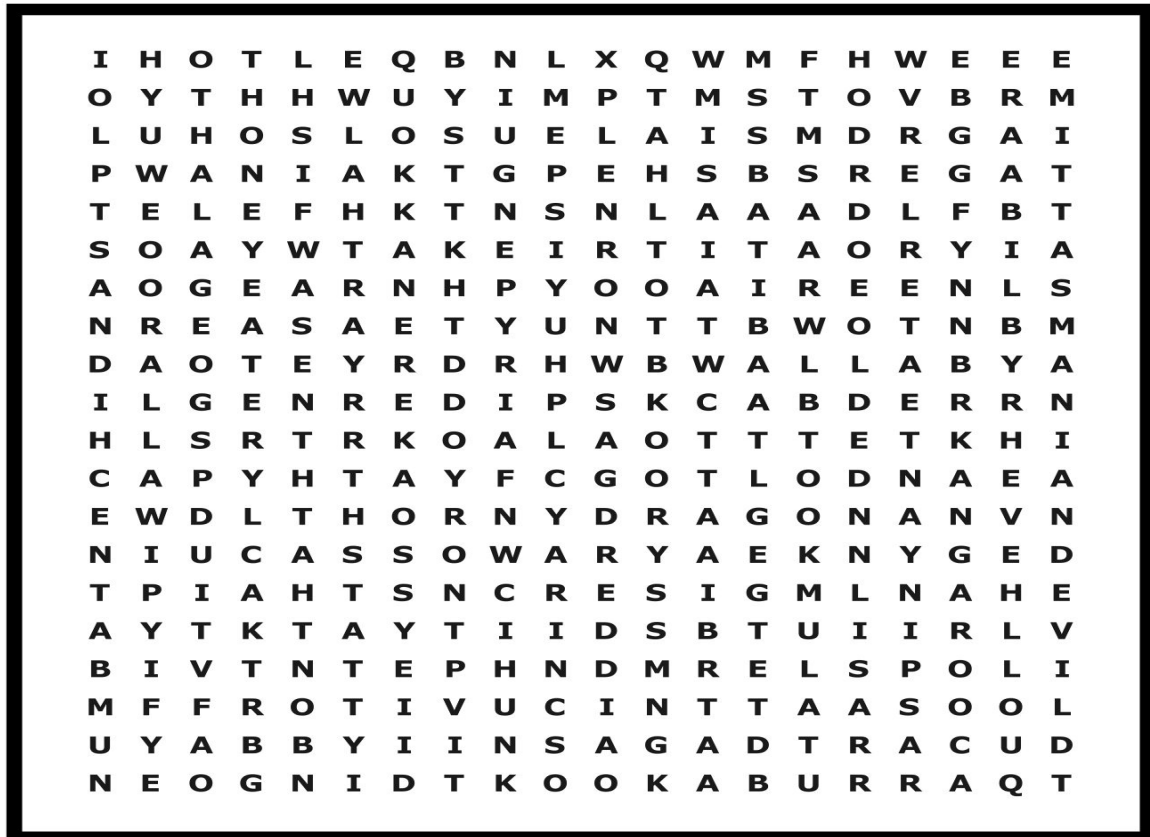 I H O T L E Q B N L X Q W M F H W E E E
O Y T H H W U Y I M P T M S T O V B R M
L U H O S L O S U E L A I S M D R G A I
P W A N I A K T G P E H S B S R E G A T
T E L E F H K T N S N L A A A D L F B T
S O A Y W T A K E I R T I T A O R Y I A
A O G E A R N H P Y O O A I R E E N L S
N R E A S A E T Y U N T T B W O T N B M
D A O T E Y R D R H W B W A L L A B Y A
I L G E N R E D I P S K C A B D E R R N
H L S R T R K O A L A O T T T E T K H I
C A P Y H T A Y F C G O T L O D N A E A
E W D L T H O R N Y D R A G O N A N V N
N I U C A S S O W A R Y A E K N Y G E D
T P I A H T S N C R E S I G M L N A H E
A Y T K T A Y T I I D S B T U I I R L V
B I V T N T E P H N D M R E L S P O L I
M F F R O T I V U C I N T T A A S O O L
U Y A B B Y I I N S A G A D T R A C U D
N E O G N I D T K O O K A B U R R A Q T